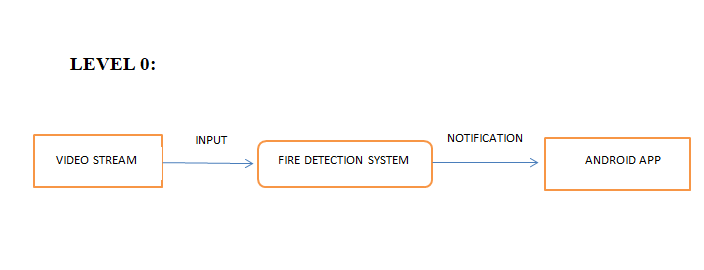 LEVEL 0:
INPUT
NOTIFICATION
VIDEO STREAM
FIRE DETECTION SYSTEM
ANDROID APP